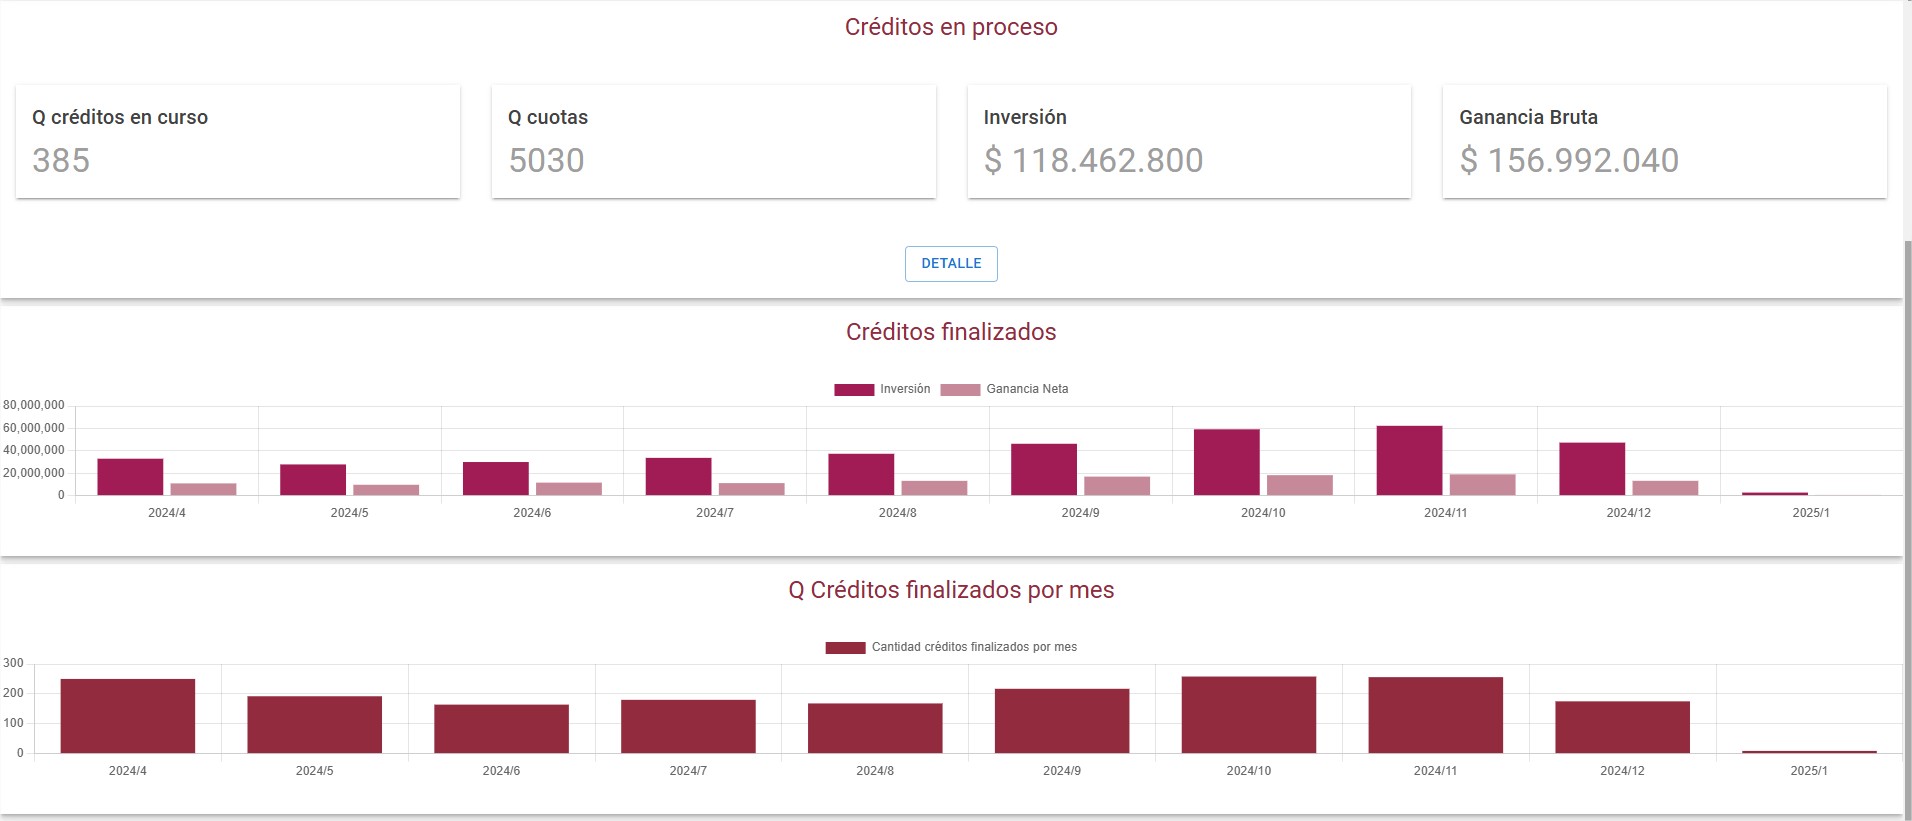 Créditos en proceso
Q créditos en curso
385
Q cuotas
5030
Inversión
$ 118.462.800
Ganancia Bruta
$ 156.992.040
DETALLE
Créditos finalizados
Inversión Ganancia Neta
80,000,000
60,000,000
40,000,000
20,000,000
0
2024/4 2024/5 2024/6 2024/7 2024/8 2024/9 2024/10 2024/11 2024/12 2025/1
Q Créditos finalizados por mes
Cantidad créditos finalizados por mes
300
200
100
0
2024/4 2024/5 2024/6 2024/7 2024/8 2024/9 2024/10 2024/11 2024/12 2025/1